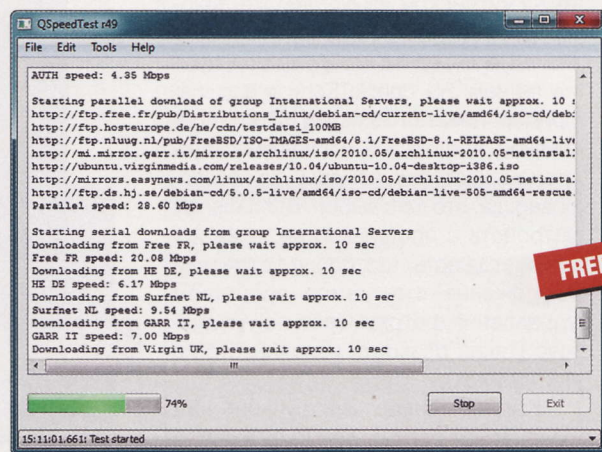 QSpeedTest r49
File Edit Tools Help
AUTH speed: 4.35 Mbps
Starting parallel download of group International Servers, please wait approx. 10
http://ftp.free.fr/pub/Distributions_Linux/debian-cd/current-live/amd64/iso-cd/deb
http://ftp.hosteurope.de/he/cdn/testdatei_100MB
http://ftp.nluug.nl/pub/FreeBSD/ISO-IMAGES-amd64/8.1/FreeBSD-8.1-RELEASE-amd64-live
http://mi.mirror.garr.it/mirrors/archlinux/iso/2010.05/archlinux-2010.05-netinstal
http://ubuntu.virginmedia.com/releases/10.04/ubuntu-10.04-desktop-i386.iso
http://mirrors.easynews.com/linux/archlinux/iso/2010.05/archlinux-2010.05-netinsta
http://ftp.ds.hj.se/debian-cd/5.0.5-live/amd64/iso-cd/debian-live-505-amd64-rescue
Parallel speed: 28.60 Mbps
Starting serial downloads from group International Servers
Downloading from Free FR, please wait approx. 10 sec
Free FR speed: 20.08 Mbps
Downloading from HE DE, please wait approx. 10 sec
HE DE speed: 6.17 Mbps
Downloading from Surfnet NL, please wait approx. 10 sec
Surfnet NL speed: 9.54 Mbps
Downloading from GARR IT, please wait approx. 10 sec
GARR IT speed: 7.00 Mbps
Downloading from Virgin UK, please wait approx. 10 sec
FREE
74%
Stop Exit
15:11:01.661: Test started